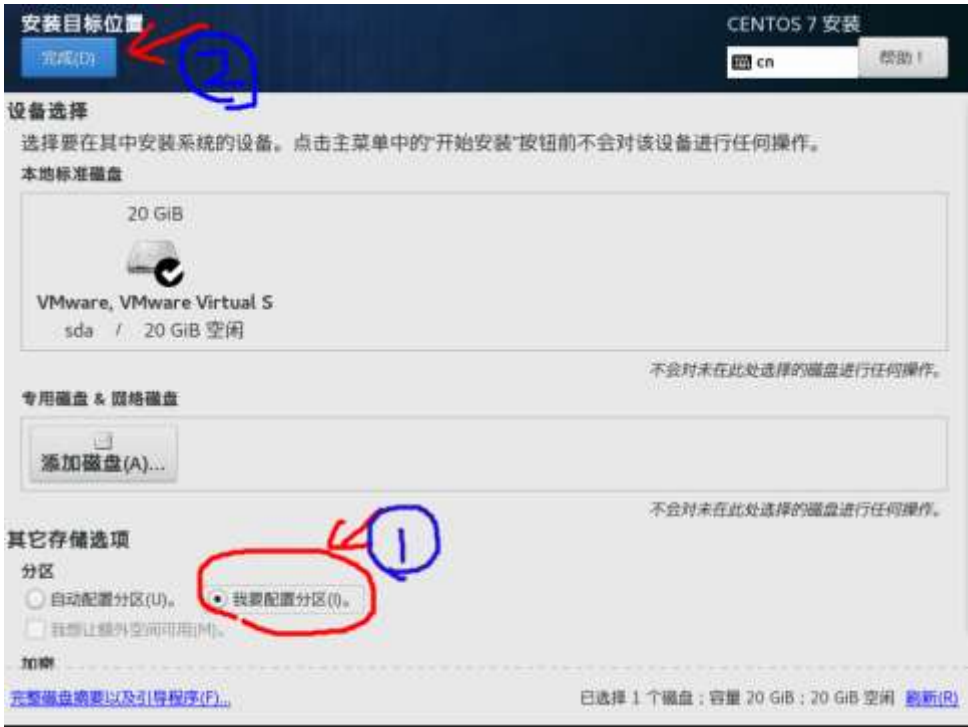 安装目标位置
CENTOS 7 安装
完成(D)
2
cn
帮助！
设备选择
选择要在其中安装系统的设备。点击主菜单中的“开始安装”按钮前不会对该设备进行任何操作。
本地标准磁盘
20 GiB
VMware, VMware Virtual S
sda / 20 GiB 空闲
不会对未在此处选择的磁盘进行任何操作。
专用磁盘 & 网络磁盘
添加磁盘(A)...
不会对未在此处选择的磁盘进行任何操作。
其它存储选项
1
分区
自动配置分区(U)。 我要配置分区(I)。
我想让额外空间可用(M)。
加密
完整磁盘摘要以及引导程序(F)... 已选择 1 个磁盘；容量 20 GiB；20 GiB 空闲 刷新(R)